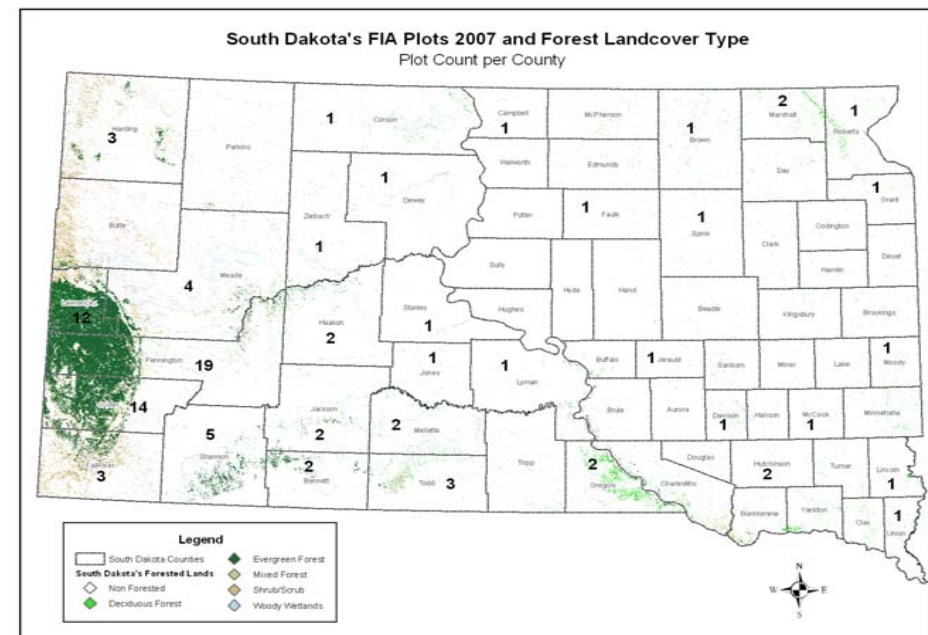 South Dakota's FIA Plots 2007 and Forest Landcover Type
Plot Count per County
Harding
3
Perkins
1
Corson
Campbell
1
McPherson
1
Brown
2
Marshall
1
Roberts
Walworth
Edmunds
Day
1
Grant
Butte
Ziebach
1
1
Dewey
Potter
1
Faulk
1
Spink
Clark
Codington
Hamlin
Deuel
Meade
4
Sully
Hyde
Hand
Beadle
Kingsbury
Brookings
12
Haakon
2
Stanley
1
Hughes
Pennington
19
1
Jones
1
Lyman
Buffalo
1
Jerauld
Sanborn
Miner
Lake
1
Moody
14
5
Shannon
Jackson
2
2
Mellette
Tripp
Brule
Aurora
Davison
1
Hanson
McCook
1
Minnehaha
Fall River
3
2
Bennett
Todd
3
2
Gregory
CharlesMix
Douglas
Hutchinson
2
Turner
Lincoln
1
BonHomme
Yankton
Clay
1
Union
Legend
South Dakota Counties
South Dakota's Forested Lands
Non Forested
Deciduous Forest
Evergreen Forest
Mixed Forest
Shrub/Scrub
Woody Wetlands
N
W
E
S